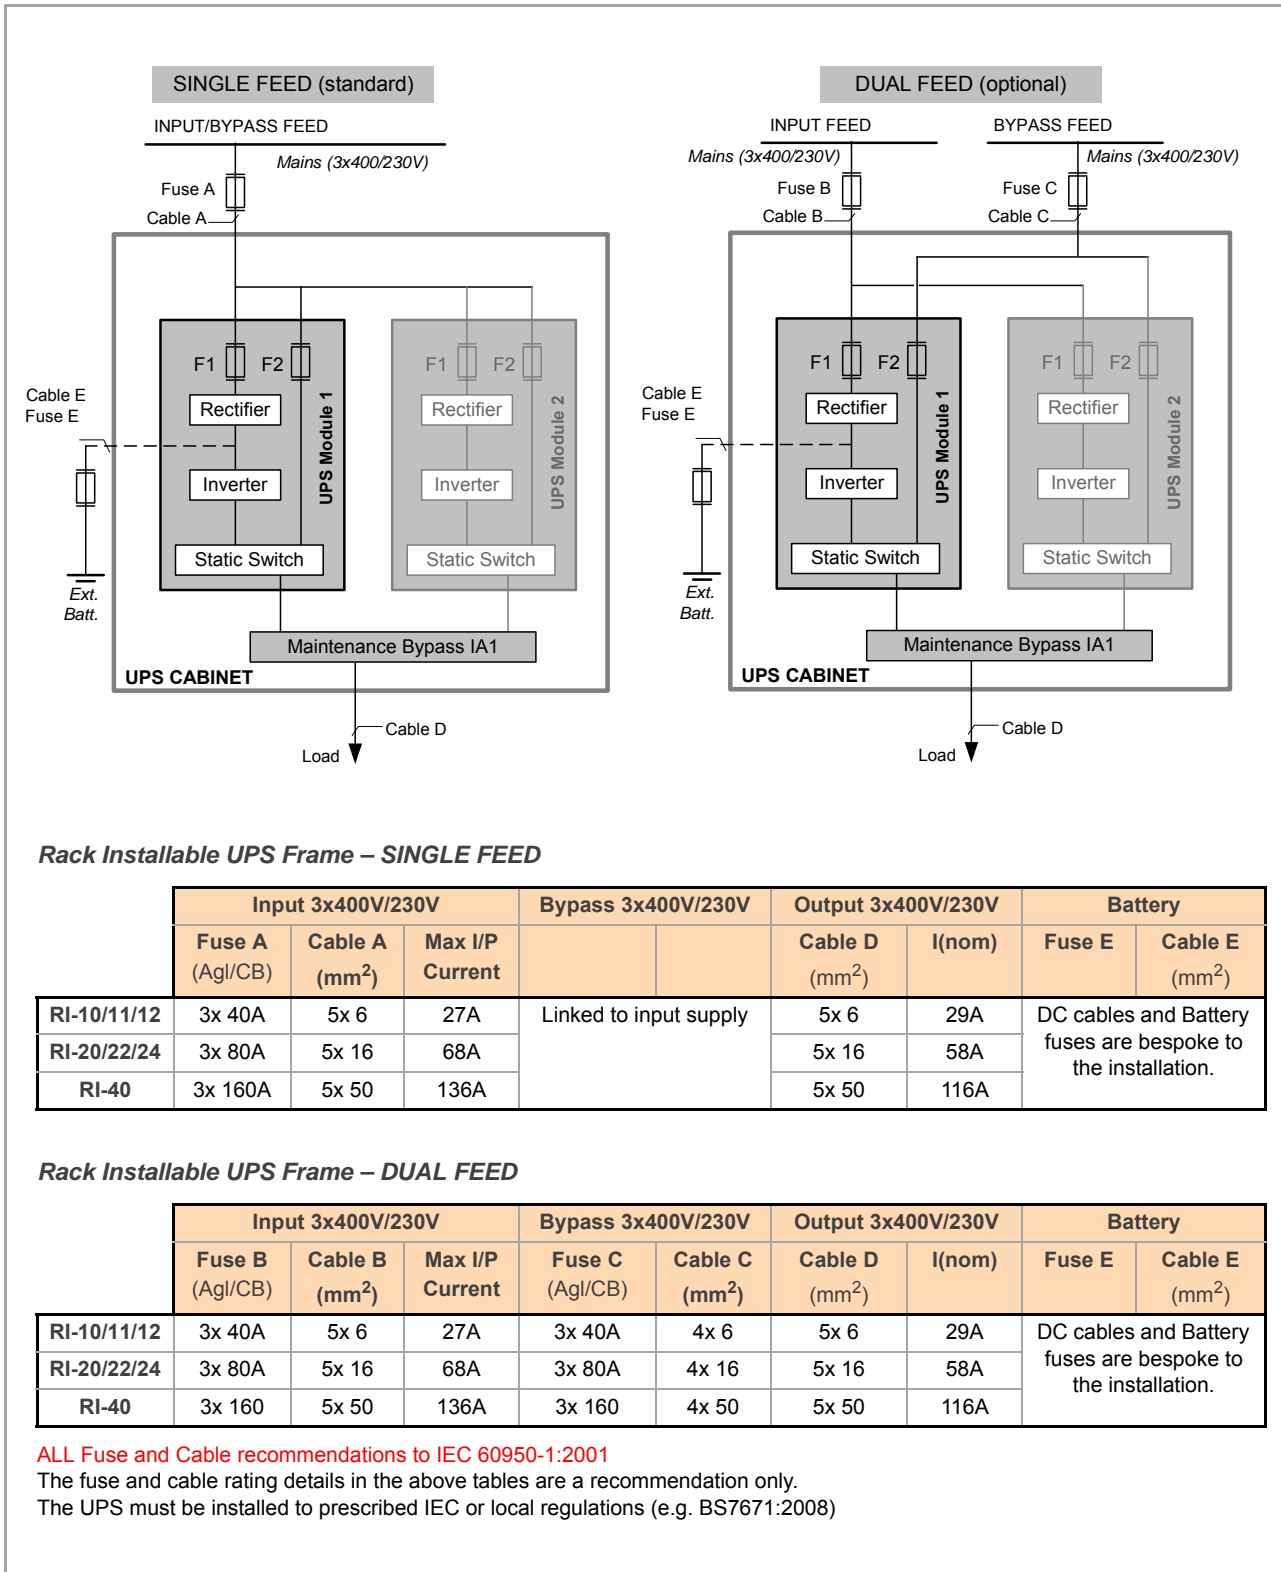 SINGLE FEED (standard)
INPUT/BYPASS FEED
Mains (3x400/230V)
Fuse A
Cable A
F1 F2
Rectifier
Inverter
Static Switch
UPS Module 1
F1 F2
Rectifier
Inverter
Static Switch
UPS Module 2
Cable E
Fuse E
Ext.
Batt.
Maintenance Bypass IA1
UPS CABINET
Cable D
Load
DUAL FEED (optional)
INPUT FEED BYPASS FEED
Mains (3x400/230V) Mains (3x400/230V)
Fuse B Fuse C
Cable B Cable C
F1 F2
Rectifier
Inverter
Static Switch
UPS Module 1
F1 F2
Rectifier
Inverter
Static Switch
UPS Module 2
Cable E
Fuse E
Ext.
Batt.
Maintenance Bypass IA1
UPS CABINET
Cable D
Load
Rack Installable UPS Frame – SINGLE FEED
Input 3x400V/230V Bypass 3x400V/230V Output 3x400V/230V Battery
Fuse A Cable A Max I/P Cable D I(nom) Fuse E Cable E
(Agl/CB) (mm²) Current (mm²) (mm²)
RI-10/11/12 3x 40A 5x 6 27A Linked to input supply 5x 6 29A DC cables and Battery
RI-20/22/24 3x 80A 5x 16 68A 5x 16 58A fuses are bespoke to
RI-40 3x 160A 5x 50 136A 5x 50 116A the installation.
Rack Installable UPS Frame – DUAL FEED
Input 3x400V/230V Bypass 3x400V/230V Output 3x400V/230V Battery
Fuse B Cable B Max I/P Fuse C Cable C Cable D I(nom) Fuse E Cable E
(Agl/CB) (mm²) Current (Agl/CB) (mm²) (mm²) (mm²)
RI-10/11/12 3x 40A 5x 6 27A 3x 40A 4x 6 5x 6 29A DC cables and Battery
RI-20/22/24 3x 80A 5x 16 68A 3x 80A 4x 16 5x 16 58A fuses are bespoke to
RI-40 3x 160 5x 50 136A 3x 160 4x 50 5x 50 116A the installation.
ALL Fuse and Cable recommendations to IEC 60950-1:2001
The fuse and cable rating details in the above tables are a recommendation only.
The UPS must be installed to prescribed IEC or local regulations (e.g. BS7671:2008)